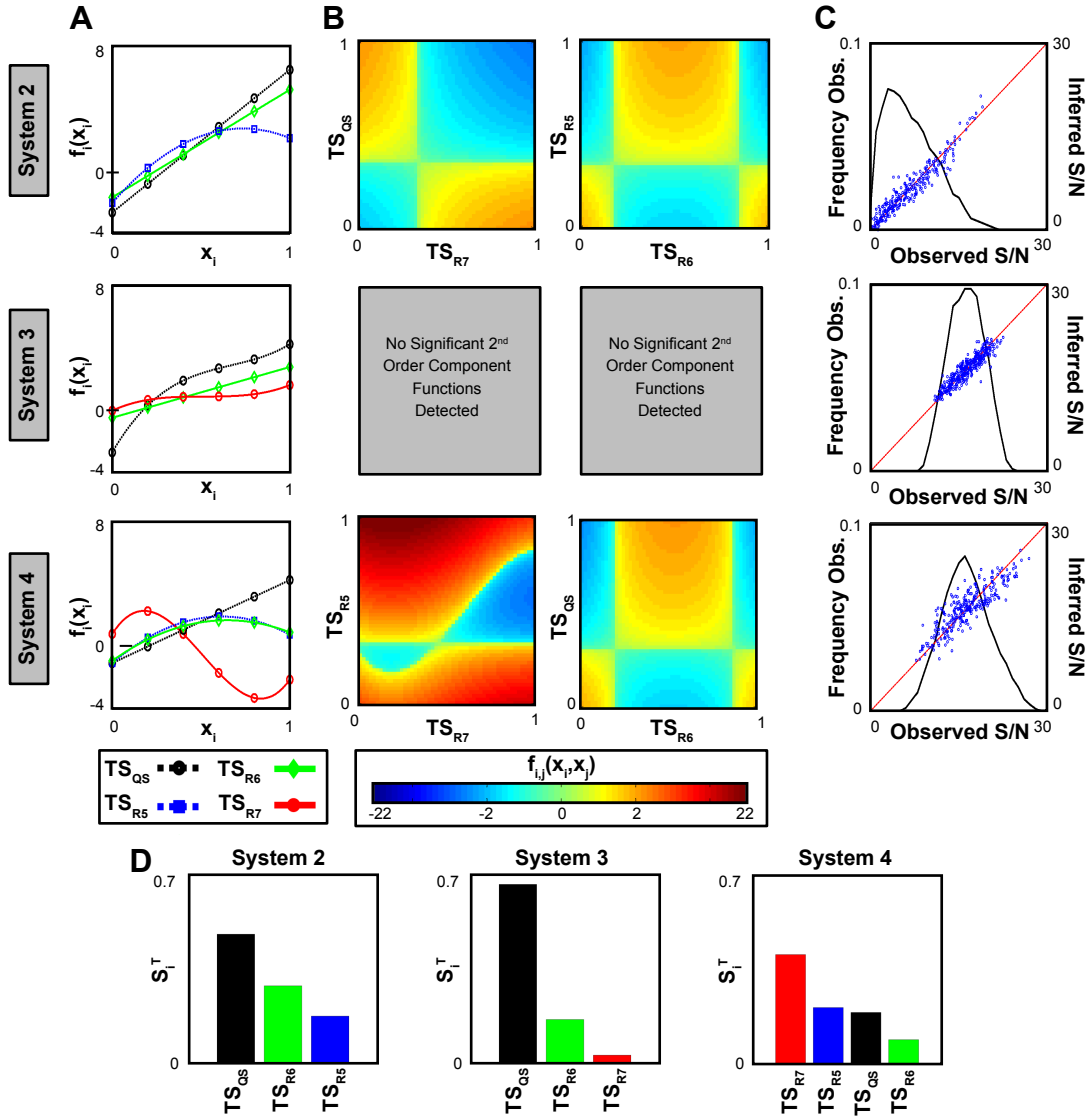 A
B
C
System 2
8
0
-4
f_i(x_i)
0
1
x_i
1
0
TS_QS
0
1
TS_R7
1
0
TS_R5
0
1
TS_R6
0.1
0
Frequency Obs.
30
0
Inferred S/N
0
30
Observed S/N
System 3
8
0
-4
f_i(x_i)
0
1
x_i
No Significant 2nd
Order Component
Functions
Detected
No Significant 2nd
Order Component
Functions
Detected
0.1
0
Frequency Obs.
30
0
Inferred S/N
0
30
Observed S/N
System 4
8
0
-4
f_i(x_i)
0
1
x_i
1
0
TS_R5
0
1
TS_R7
1
0
TS_QS
0
1
TS_R6
0.1
0
Frequency Obs.
30
0
Inferred S/N
0
30
Observed S/N
TS_QS
TS_R6
TS_R5
TS_R7
f_i,j(x_i,x_j)
-22 -2 0 2 22
D
System 2
0.7
0
S_i^T
TS_QS
TS_R6
TS_R5
System 3
0.7
0
S_i^T
TS_QS
TS_R6
TS_R7
System 4
0.7
0
S_i^T
TS_R7
TS_R5
TS_QS
TS_R6